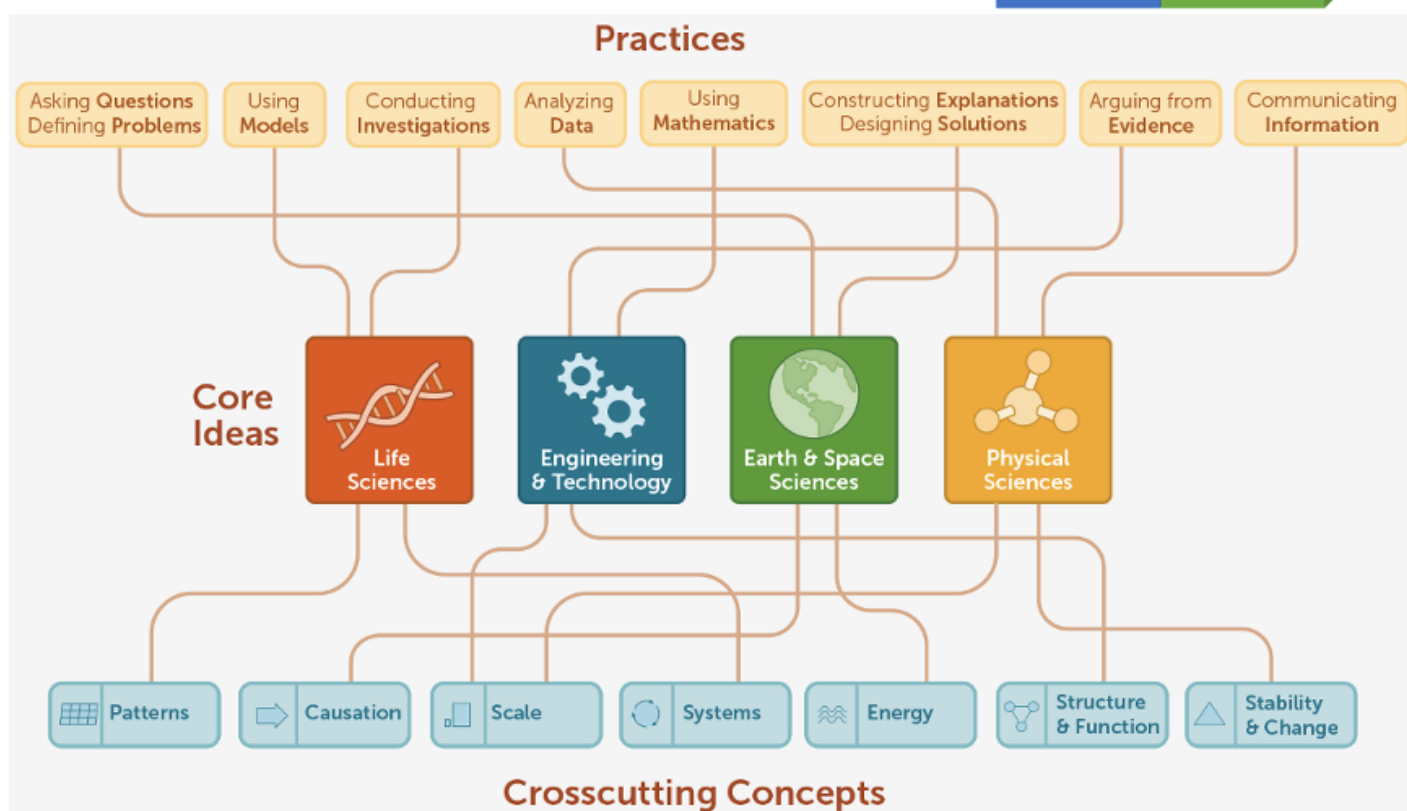 Practices
Asking Questions
Defining Problems
Using
Models
Conducting
Investigations
Analyzing
Data
Using
Mathematics
Constructing Explanations
Designing Solutions
Arguing from
Evidence
Communicating
Information
Core
Ideas
Life
Sciences
Engineering
& Technology
Earth & Space
Sciences
Physical
Sciences
Patterns
Causation
Scale
Systems
Energy
Structure
& Function
Stability
& Change
Crosscutting Concepts